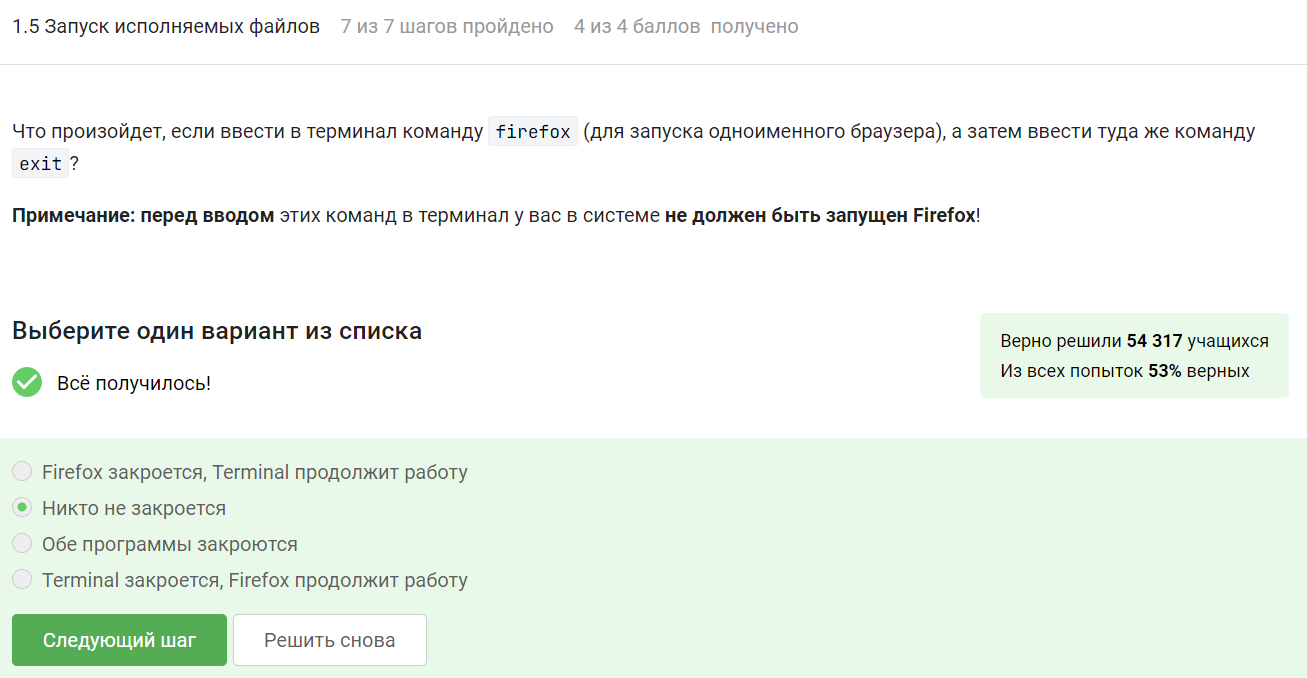 1.5 Запуск исполняемых файлов 7 из 7 шагов пройдено 4 из 4 баллов получено
Что произойдет, если ввести в терминал команду firefox (для запуска одноименного браузера), а затем ввести туда же команду
exit ?
Примечание: перед вводом этих команд в терминал у вас в системе не должен быть запущен Firefox!
Выберите один вариант из списка
Всё получилось!
Верно решили 54 317 учащихся
Из всех попыток 53% верных
Firefox закроется, Terminal продолжит работу
Никто не закроется
Обе программы закроются
Terminal закроется, Firefox продолжит работу
Следующий шаг Решить снова